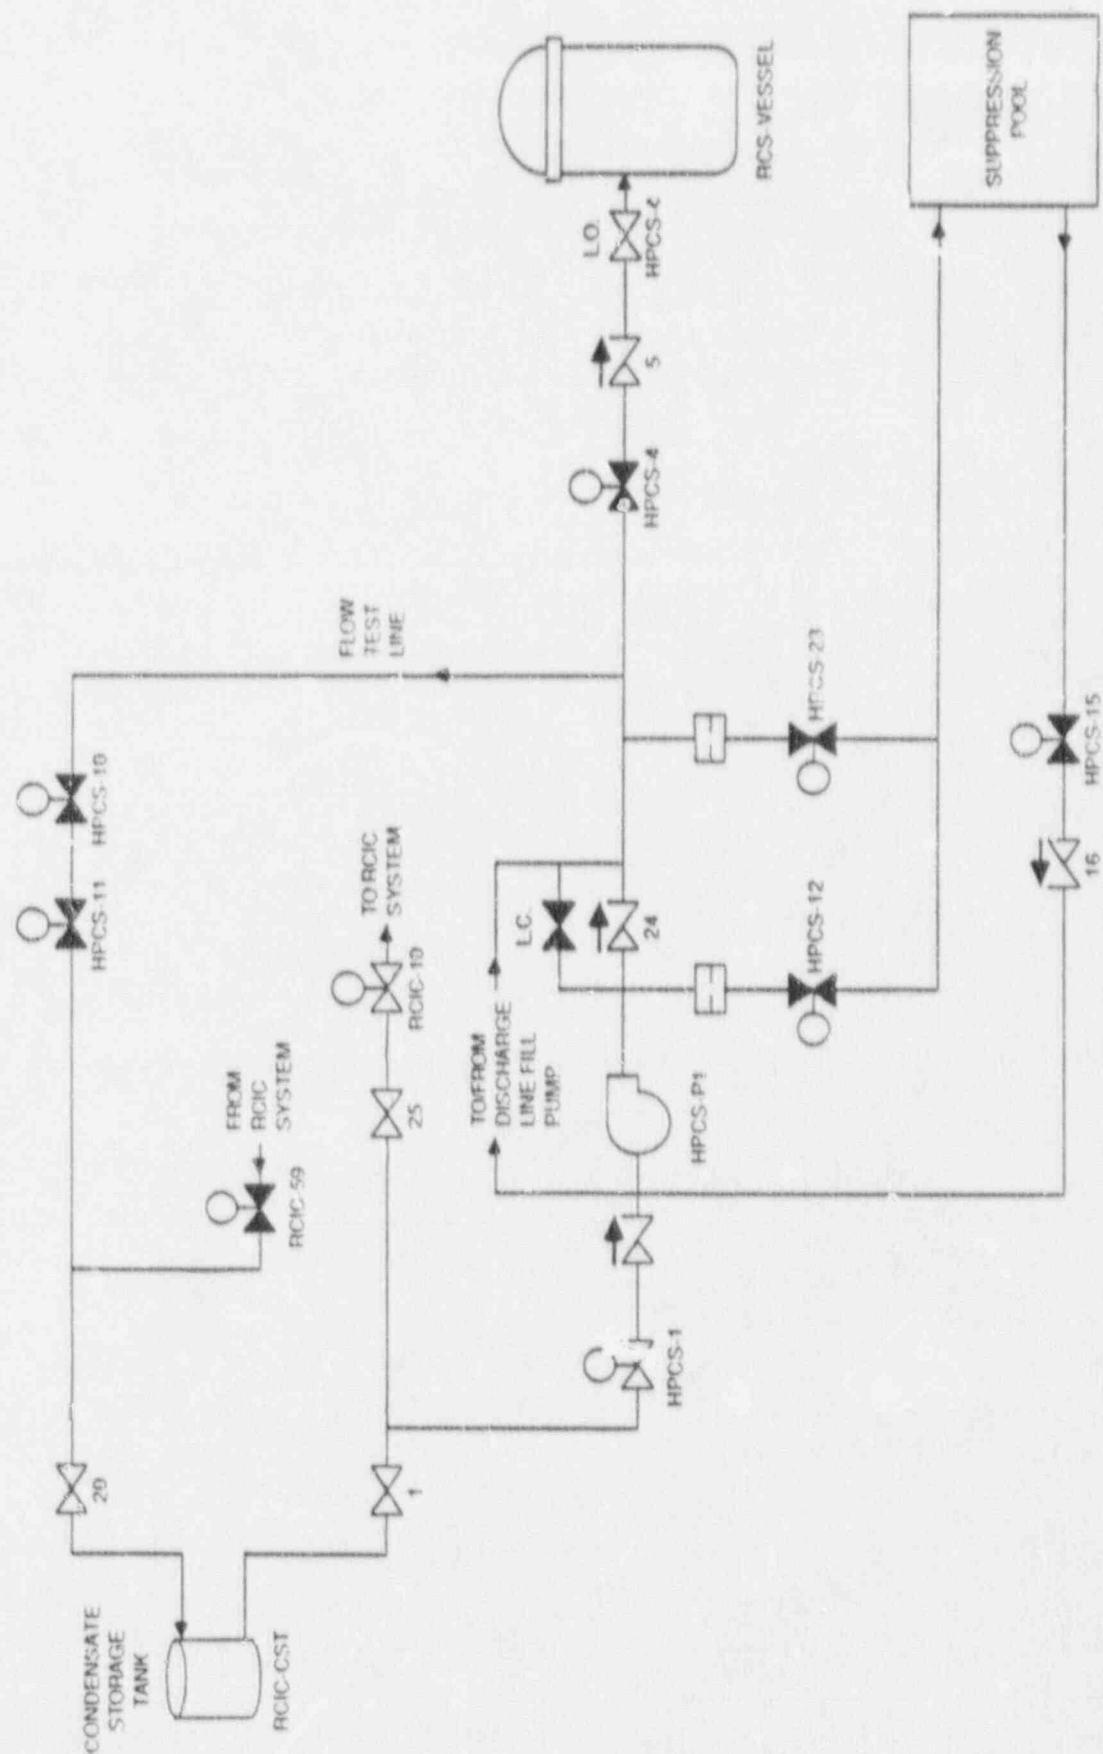 CONDENSATE
STORAGE
TANK
RCIC-CST
20
1
FROM
RCIC
SYSTEM
RCIC-59
HPCS-11
HPCS-10
25
RCIC-10
TO RCIC
SYSTEM
FLOW
TEST
LINE
HPCS-1
TO/FROM
DISCHARGE
LINE FILL
PUMP
HPCS-P1
L.C.
24
HPCS-12
HPCS-23
HPCS-4
5
L.O.
RCS-VESSEL
16
HPCS-15
SUPPRESSION
POOL